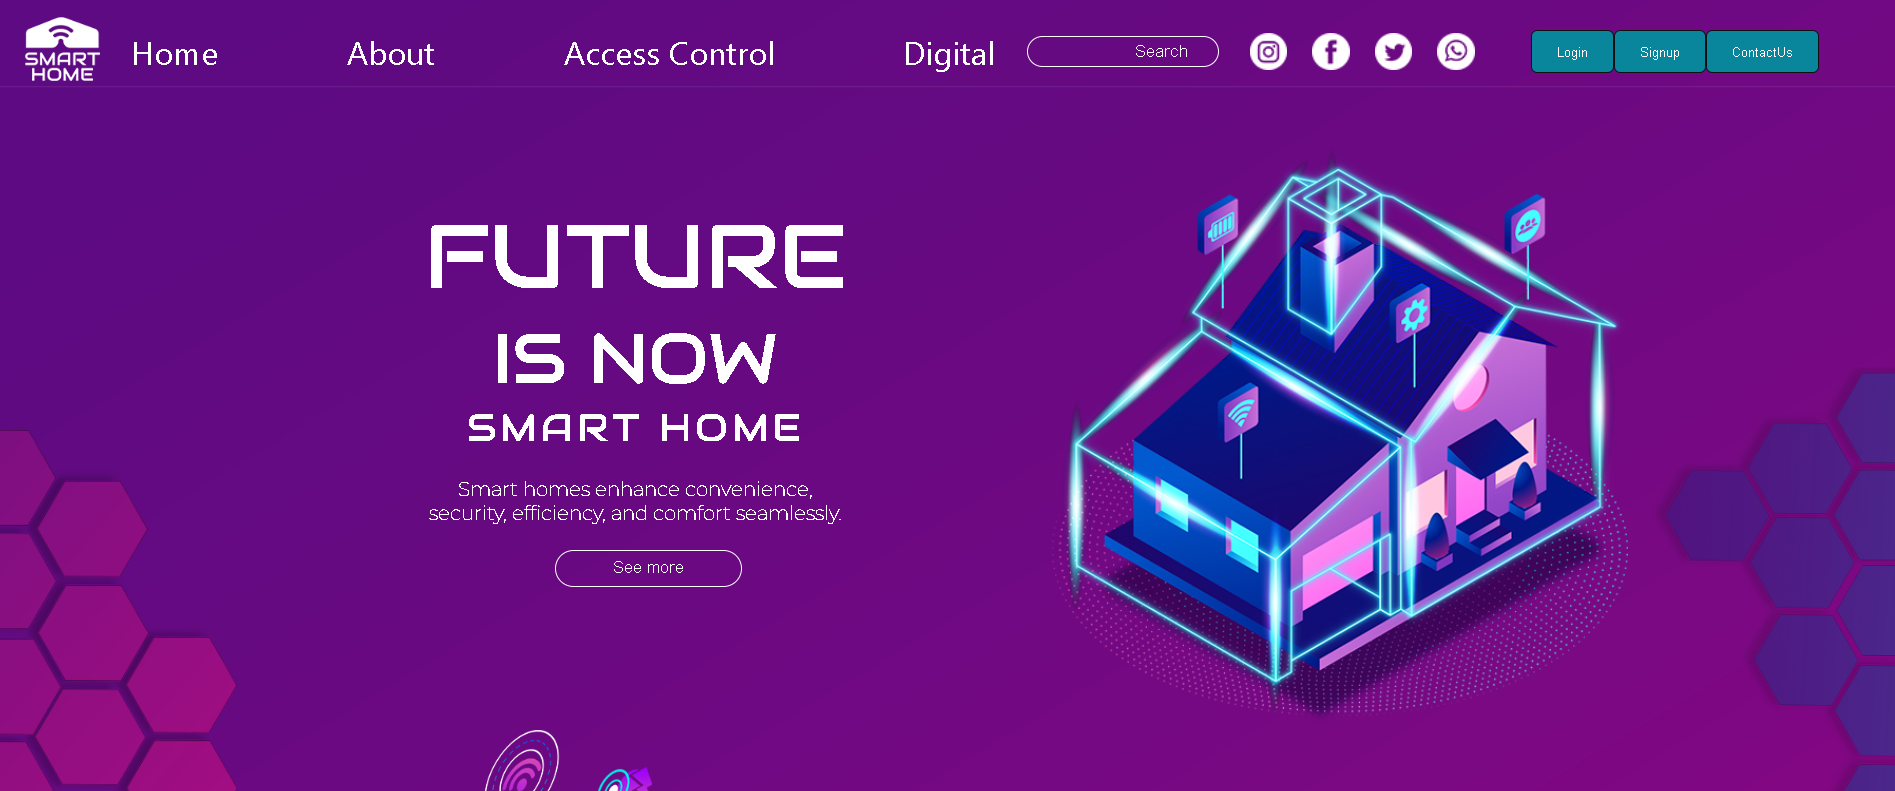 SMART
HOME
Home About Access Control Digital Search Login Signup ContactUs
FUTURE
IS NOW
SMART HOME
Smart homes enhance convenience,
security, efficiency, and comfort seamlessly.
See more